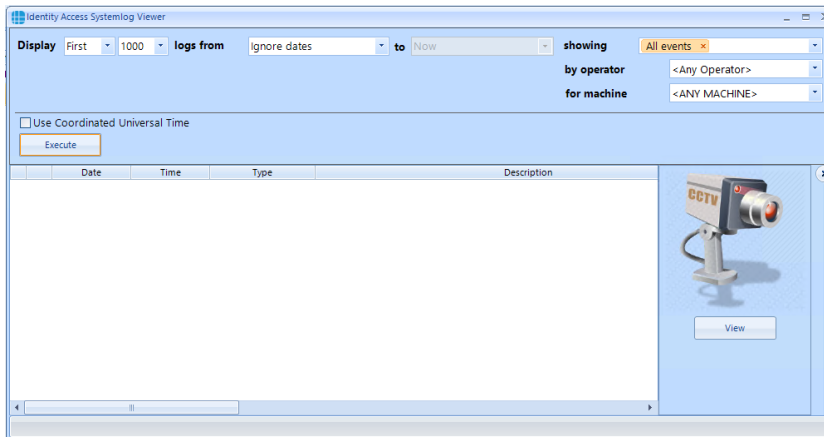 Identity Access Systemlog Viewer
Display First 1000 logs from Ignore dates to Now showing All events ×
by operator <Any Operator>
for machine <ANY MACHINE>
Use Coordinated Universal Time
Execute
Date Time Type Description
CCTV
View